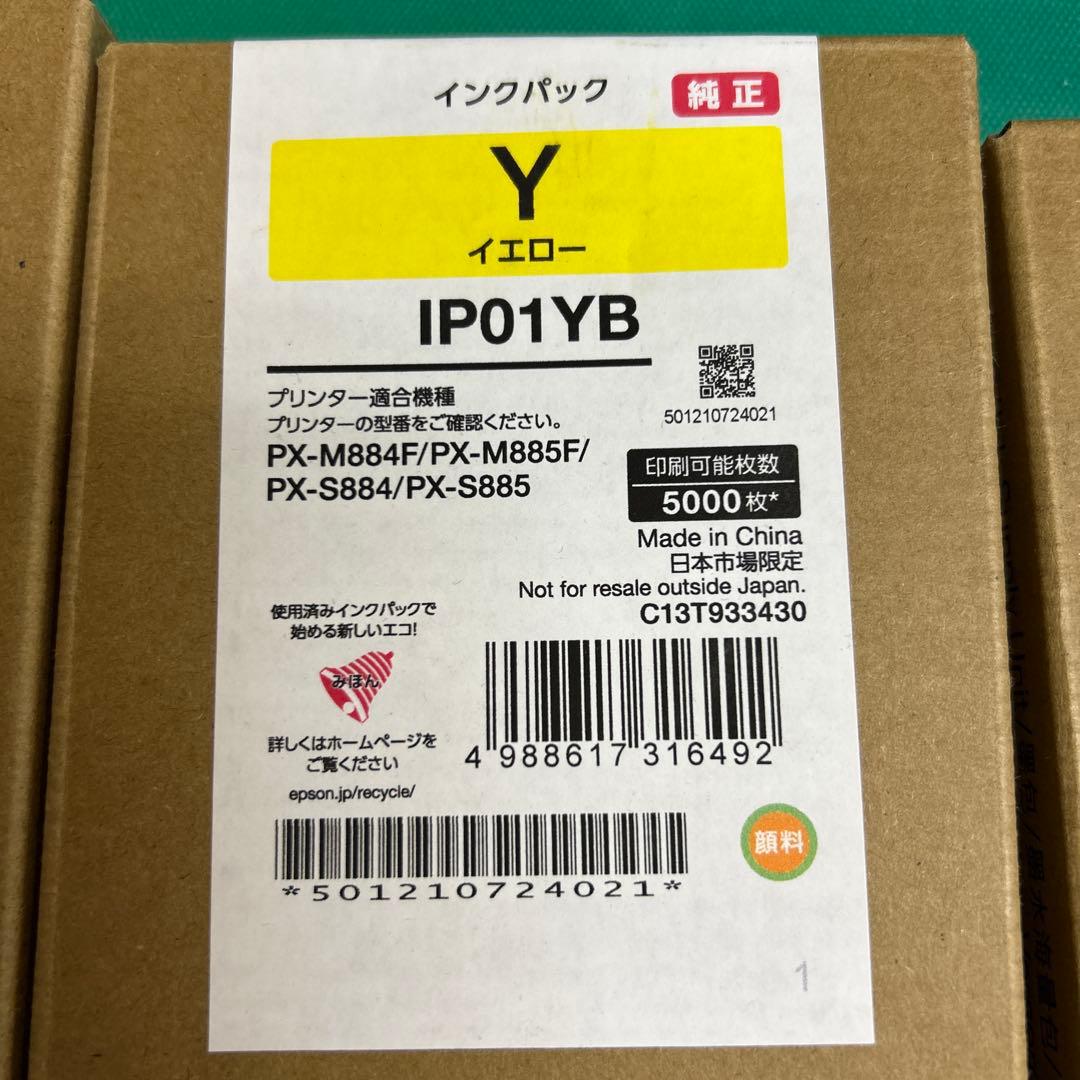 インクパック
純正
Y
イエロー
IP01YB
プリンター適合機種
プリンターの型番をご確認ください。
PX-M884F/PX-M885F/
PX-S884/PX-S885
501210724021
印刷可能枚数
5000枚*
Made in China
日本市場限定
Not for resale outside Japan.
C13T933430
使用済みインクパックで
始める新しいエコ!
みほん
詳しくはホームページを
ご覧ください
epson.jp/recycle/
4 988617 316492
*501210724021*
顔料
1
Supply Unit/